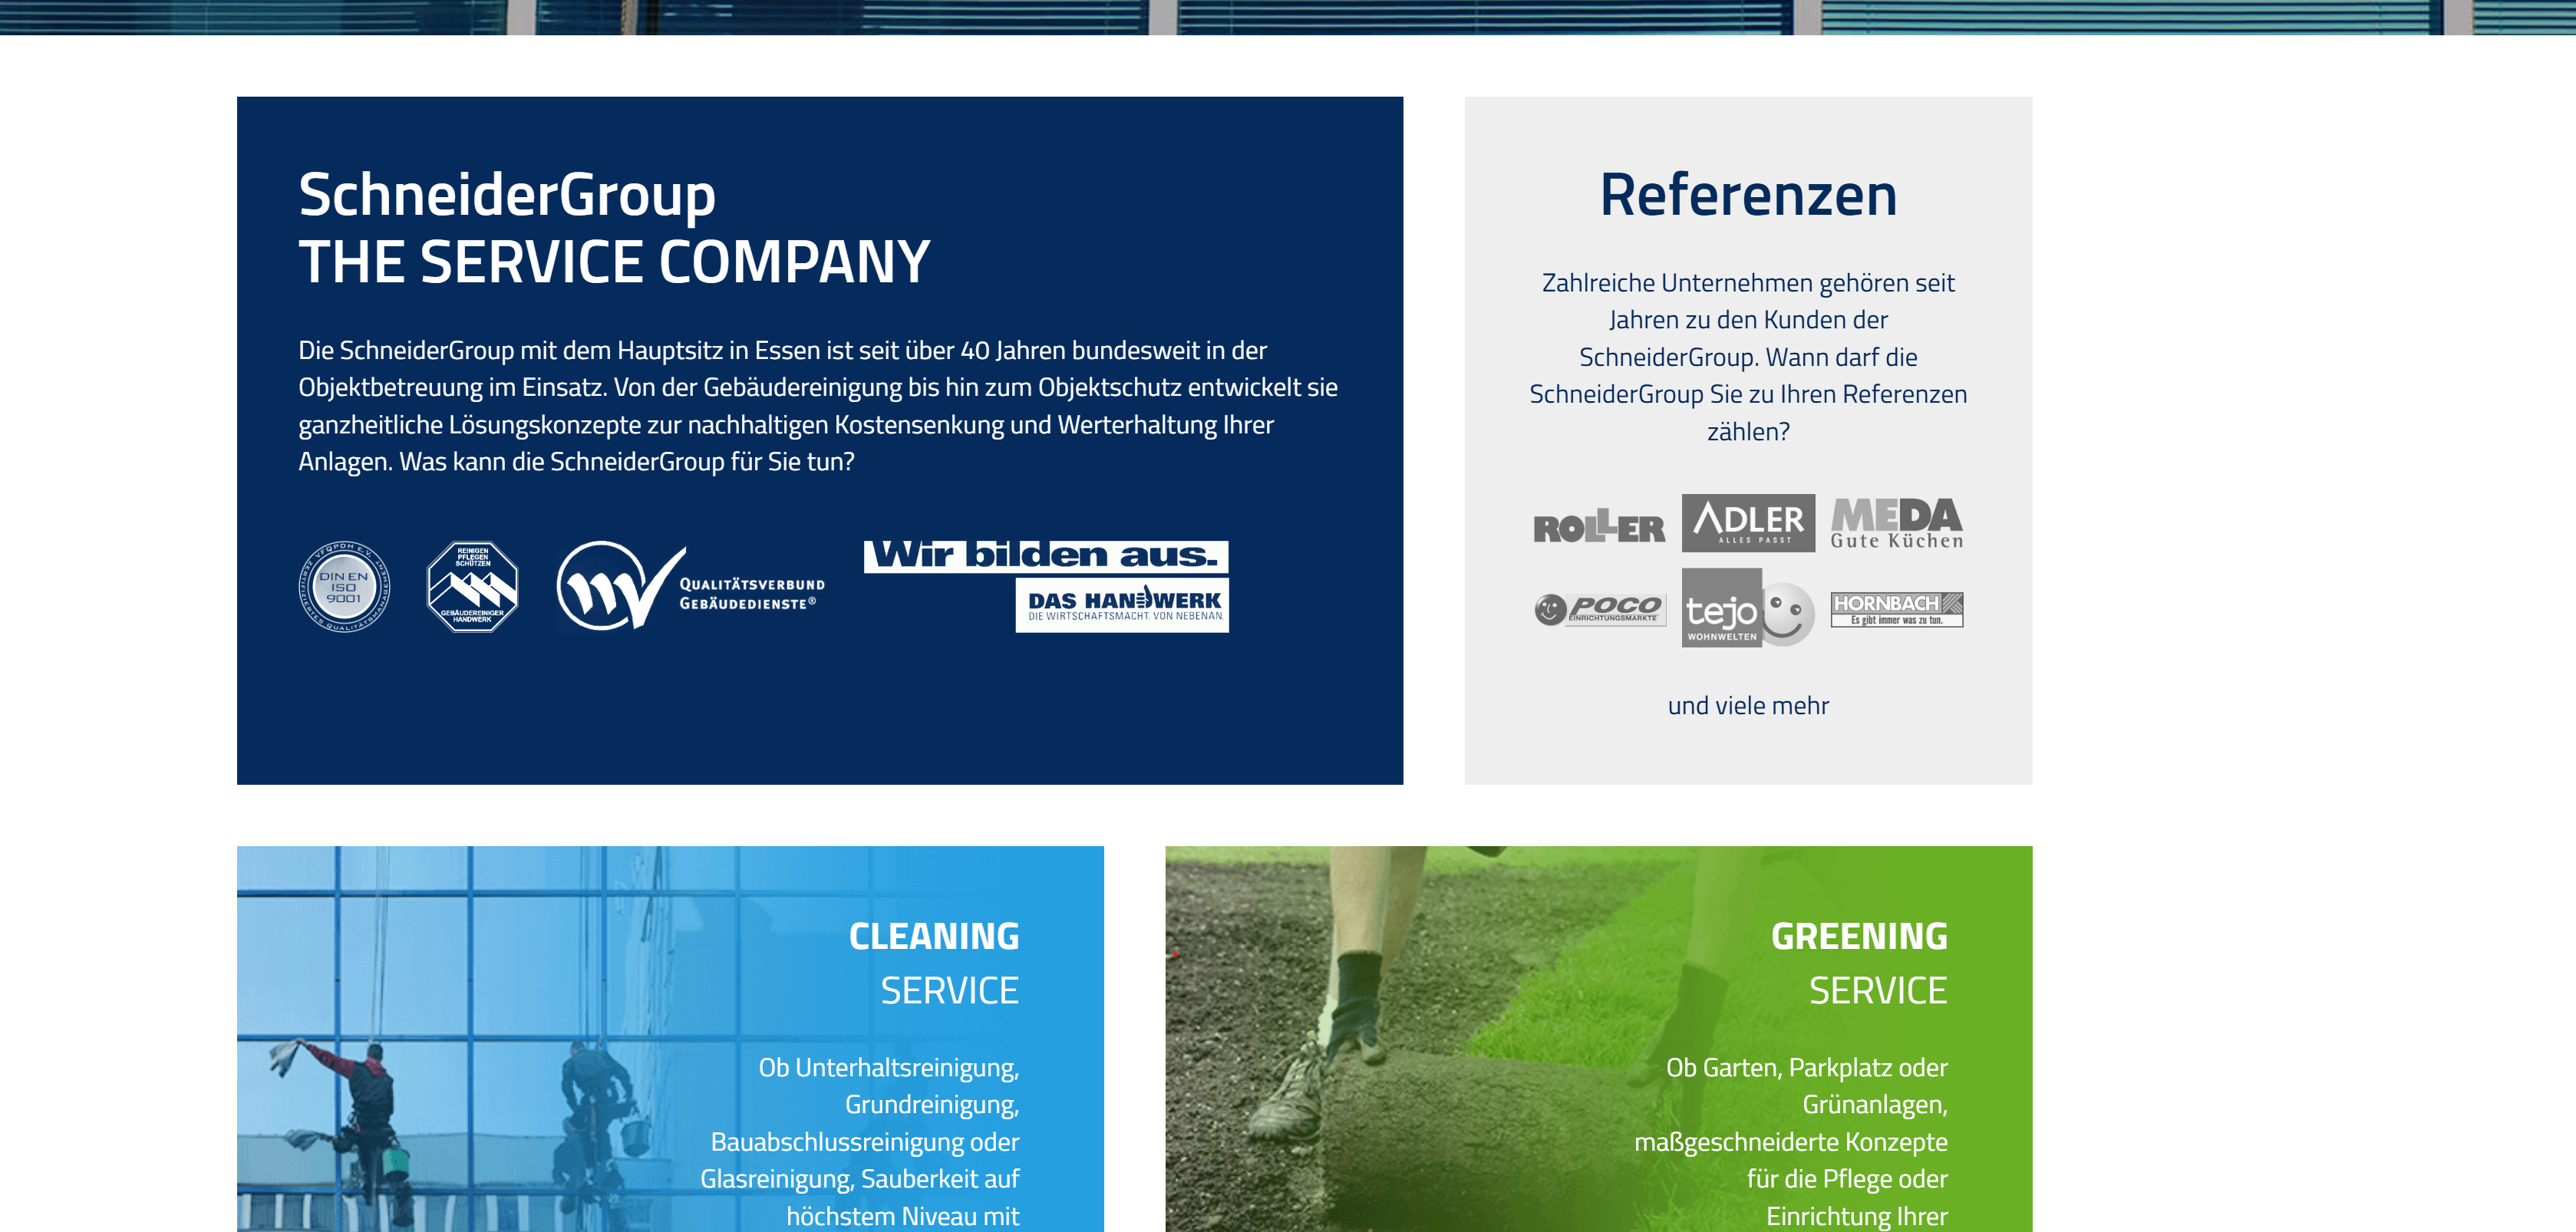 SchneiderGroup
THE SERVICE COMPANY
Die SchneiderGroup mit dem Hauptsitz in Essen ist seit über 40 Jahren bundesweit in der
Objektbetreuung im Einsatz. Von der Gebäudereinigung bis hin zum Objektschutz entwickelt sie
ganzheitliche Lösungskonzepte zur nachhaltigen Kostensenkung und Werterhaltung Ihrer
Anlagen. Was kann die SchneiderGroup für Sie tun?
VFQPDH E.V.
ZERTIFIZIERTES QUALITÄTSMANAGEMENT
DIN EN
ISO
9001
REINIGEN
PFLEGEN
SCHÜTZEN
GEBÄUDEREINIGER
HANDWERK
QUALITÄTSVERBUND
GEBÄUDEDIENSTE®
Wir bilden aus.
DAS HANDWERK
DIE WIRTSCHAFTSMACHT. VON NEBENAN.
Referenzen
Zahlreiche Unternehmen gehören seit
Jahren zu den Kunden der
SchneiderGroup. Wann darf die
SchneiderGroup Sie zu Ihren Referenzen
zählen?
ROLLER
ADLER
ALLES PASST
MEDA
Gute Küchen
POCO
EINRICHTUNGSMÄRKTE
tejo
WOHNWELTEN
HORNBACH
Es gibt immer was zu tun.
und viele mehr
CLEANING
SERVICE
Ob Unterhaltsreinigung,
Grundreinigung,
Bauabschlussreinigung oder
Glasreinigung, Sauberkeit auf
höchstem Niveau mit
GREENING
SERVICE
Ob Garten, Parkplatz oder
Grünanlagen,
maßgeschneiderte Konzepte
für die Pflege oder
Einrichtung Ihrer